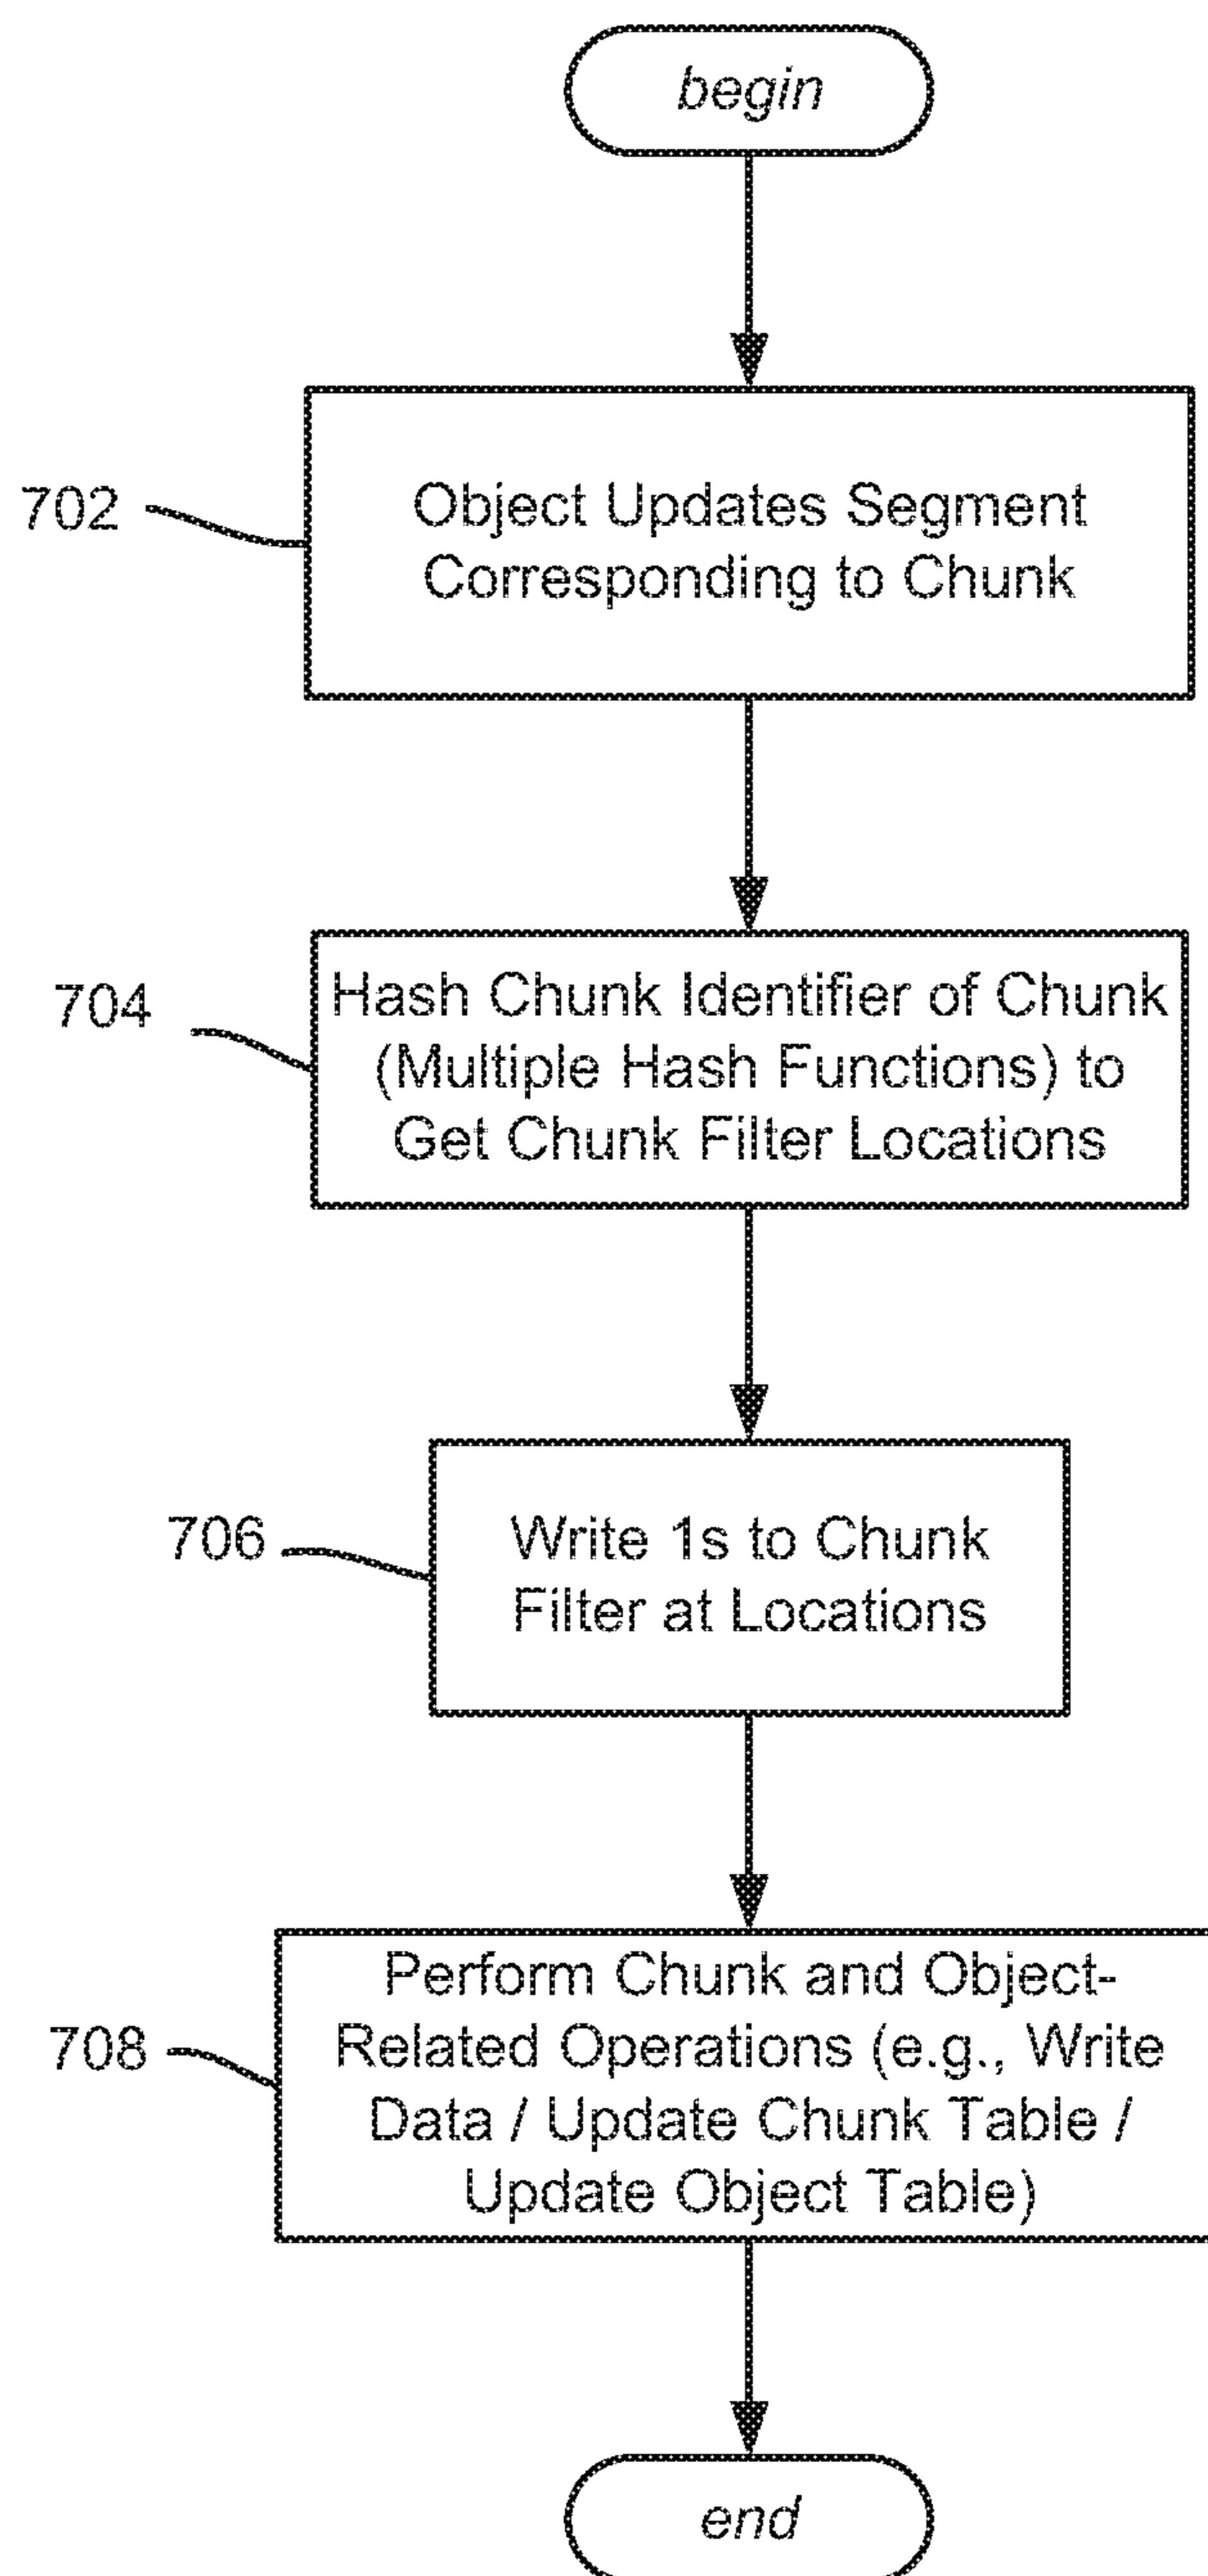 begin
702
Object Updates Segment
Corresponding to Chunk
704
Hash Chunk Identifier of Chunk
(Multiple Hash Functions) to
Get Chunk Filter Locations
706
Write 1s to Chunk
Filter at Locations
708
Perform Chunk and Object-
Related Operations (e.g., Write
Data / Update Chunk Table /
Update Object Table)
end